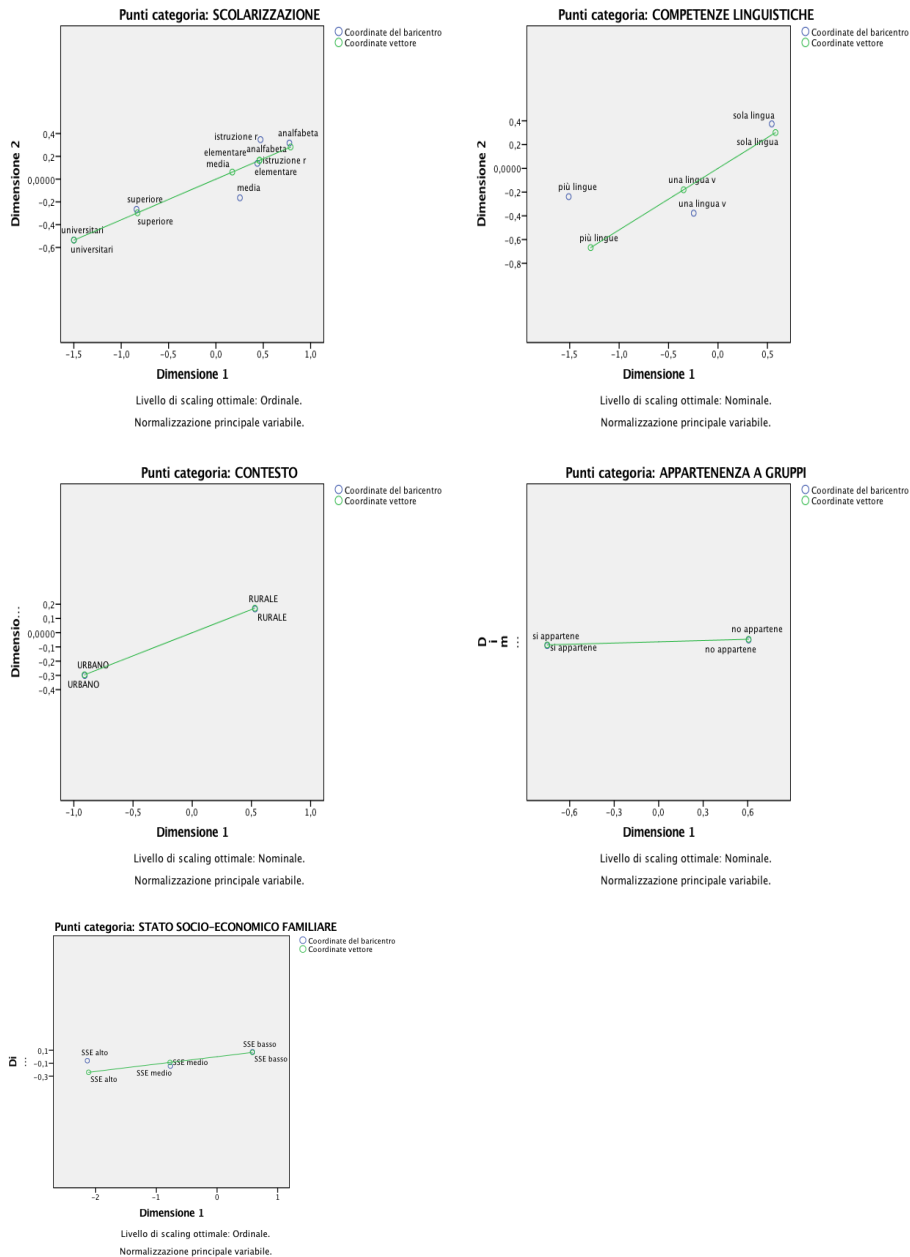 Punti categoria: SCOLARIZZAZIONE
Coordinate del baricentro
Coordinate vettore
Dimensione 2
0,4
0,2
0,0000
-0,2
-0,4
-0,6
istruzione r
analfabeta
elementare
analfabeta
istruzione r
media
elementare
media
superiore
superiore
universitari
universitari
-1,5 -1,0 -0,5 0,0 0,5 1,0
Dimensione 1
Livello di scaling ottimale: Ordinale.
Normalizzazione principale variabile.
Punti categoria: COMPETENZE LINGUISTICHE
Coordinate del baricentro
Coordinate vettore
Dimensione 2
0,4
0,2
0,0000
-0,2
-0,4
-0,6
-0,8
sola lingua
sola lingua
una lingua v
più lingue
una lingua v
più lingue
-1,5 -1,0 -0,5 0,0 0,5
Dimensione 1
Livello di scaling ottimale: Nominale.
Normalizzazione principale variabile.
Punti categoria: CONTESTO
Coordinate del baricentro
Coordinate vettore
Dimensio...
0,2
0,1
0,0000
-0,1
-0,2
-0,3
-0,4
RURALE
RURALE
URBANO
URBANO
-1,0 -0,5 0,0 0,5 1,0
Dimensione 1
Livello di scaling ottimale: Nominale.
Normalizzazione principale variabile.
Punti categoria: APPARTENENZA A GRUPPI
Coordinate del baricentro
Coordinate vettore
Dim...
no appartene
si appartene
si appartene
no appartene
-0,6 -0,3 0,0 0,3 0,6
Dimensione 1
Livello di scaling ottimale: Nominale.
Normalizzazione principale variabile.
Punti categoria: STATO SOCIO-ECONOMICO FAMILIARE
Coordinate del baricentro
Coordinate vettore
Di...
0,1
-0,1
-0,3
SSE basso
SSE alto
SSE basso
SSE medio
SSE medio
SSE alto
-2 -1 0 1
Dimensione 1
Livello di scaling ottimale: Ordinale.
Normalizzazione principale variabile.